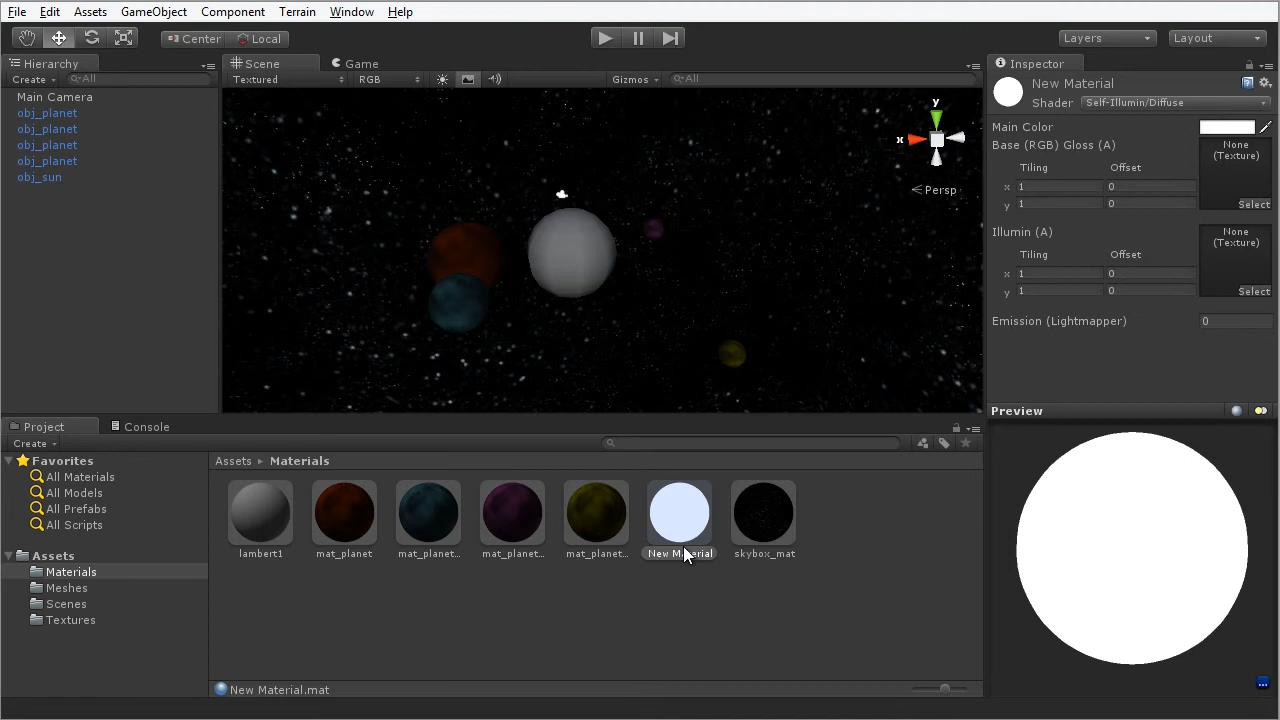 File Edit Assets GameObject Component Terrain Window Help
Center Local Layers Layout
Hierarchy
Create All
Main Camera
obj_planet
obj_planet
obj_planet
obj_planet
obj_sun
Scene Game
Textured RGB Gizmos All
y
x
Persp
Inspector
New Material
Shader Self-Illumin/Diffuse
Main Color
Base (RGB) Gloss (A)
None
(Texture)
Tiling Offset
x 1 0
y 1 0
Select
Illumin (A)
None
(Texture)
Tiling Offset
x 1 0
y 1 0
Select
Emission (Lightmapper) 0
Preview
Project Console
Create
Favorites
All Materials
All Models
All Prefabs
All Scripts
Assets
Materials
Meshes
Scenes
Textures
Assets Materials
lambert1 mat_planet mat_planet... mat_planet... mat_planet... New Material skybox_mat
New Material.mat